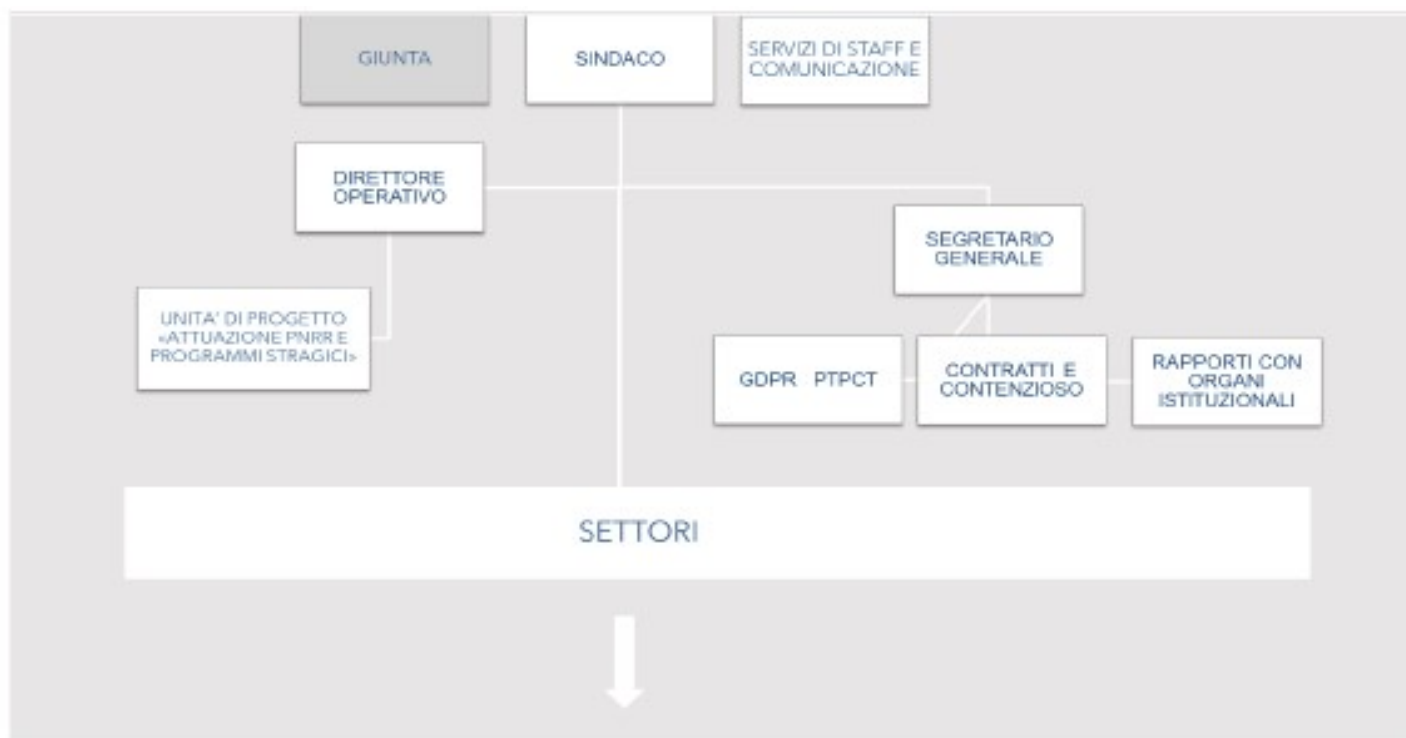 GIUNTA
SINDACO
SERVIZI DI STAFF E
COMUNICAZIONE
DIRETTORE
OPERATIVO
SEGRETARIO
GENERALE
UNITA' DI PROGETTO
«ATTUAZIONE PNRR E
PROGRAMMI STRAGICI»
GDPR PTPCT
CONTRATTI E
CONTENZIOSO
RAPPORTI CON
ORGANI
ISTITUZIONALI
SETTORI